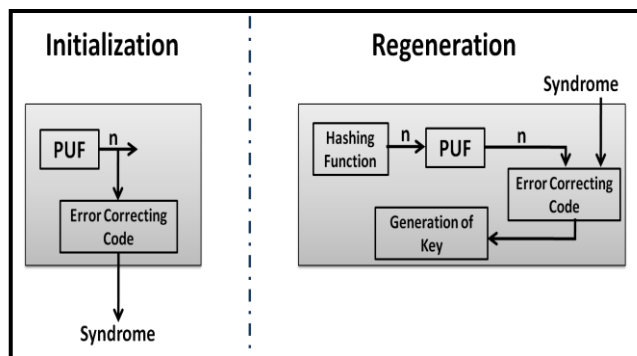 Initialization
PUF
n
Error Correcting
Code
Syndrome
Regeneration
Syndrome
Hashing
Function
n
PUF
n
Error Correcting
Code
Generation of
Key